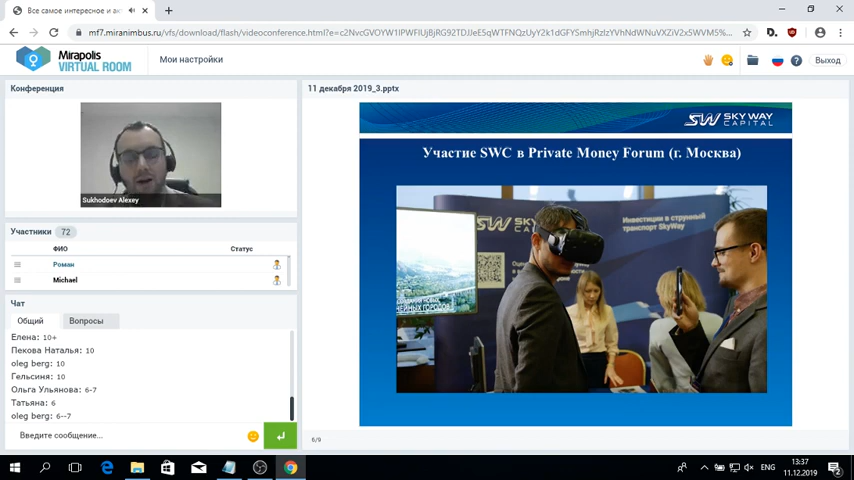 Все самое интересное и ак
mf7.miranimbus.ru/vfs/download/flash/videoconference.html?e=c2NvcGVOYW1lPWFlUjBjRG92TDJJeE5qWTFNQzUyY2k1dGFYSmhjRzlzYVhNdWNuVXZiV2x5WVM5%...
Mirapolis
VIRTUAL ROOM
Мои настройки
Выход
Конференция
11 декабря 2019_3.pptx
Sukhodoev Alexey
SW SKY WAY
CAPITAL
Участие SWC в Private Money Forum (г. Москва)
Инвестиции в струнный
транспорт SkyWay
Участники 72
ФИО Статус
Роман
Michael
Чат
Общий Вопросы
Елена: 10+
Пекова Наталья: 10
oleg berg: 10
Гельсиня: 10
Ольга Ульянова: 6-7
Татьяна: 6
oleg berg: 6--7
Введите сообщение...
6/9
ENG
13:37
11.12.2019
2